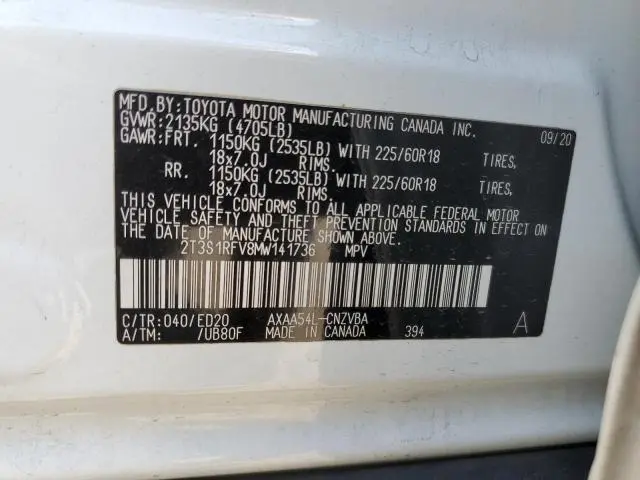 MFD.BY:TOYOTA MOTOR MANUFACTURING CANADA INC.
GVWR:2135KG (4705LB) 09/20
GAWR:FRT. 1150KG (2535LB) WITH 225/60R18 TIRES,
18x7.0J RIMS.
RR. 1150KG (2535LB) WITH 225/60R18 TIRES,
18x7.0J RIMS.
THIS VEHICLE CONFORMS TO ALL APPLICABLE FEDERAL MOTOR
VEHICLE SAFETY AND THEFT PREVENTION STANDARDS IN EFFECT ON
THE DATE OF MANUFACTURE SHOWN ABOVE.
2T3S1RFV8MW141736 MPV
C/TR:040/ED20 AXAA54L-CNZVBA A
A/TM: /UB80F MADE IN CANADA 394